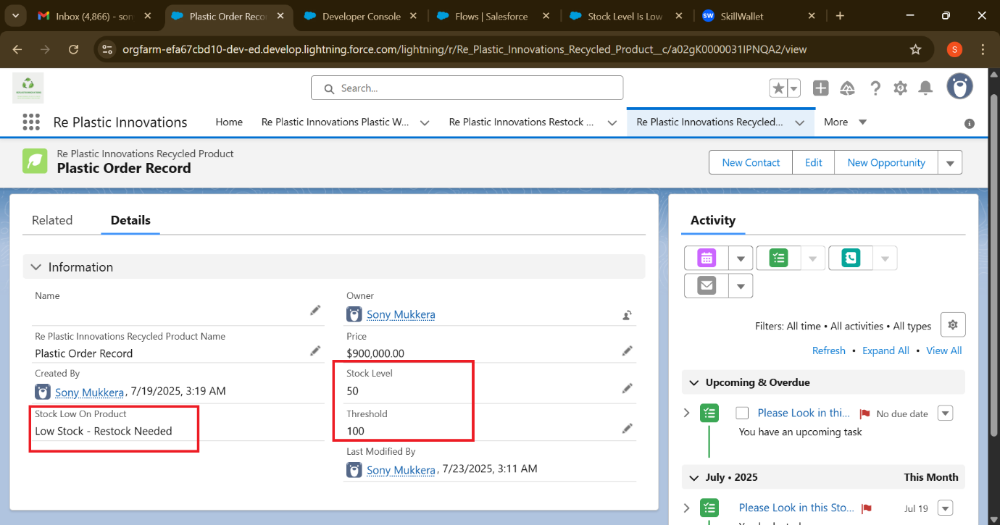 Inbox (4,866) - son
Plastic Order Reco
Developer Console
Flows | Salesforce
Stock Level Is Low
SW
SkillWallet
orgfarm-efa67cbd10-dev-ed.develop.lightning.force.com/lightning/r/Re_Plastic_Innovations_Recycled_Product__c/a02gK0000031IPNQA2/view
S
Search...
Re Plastic Innovations
Home
Re Plastic Innovations Plastic W...
Re Plastic Innovations Restock ...
Re Plastic Innovations Recycled...
More
Re Plastic Innovations Recycled Product
Plastic Order Record
New Contact
Edit
New Opportunity
Related
Details
Information
Name
Owner
Sony Mukkera
Re Plastic Innovations Recycled Product Name
Plastic Order Record
Price
$900,000.00
Created By
Sony Mukkera, 7/19/2025, 3:19 AM
Stock Level
50
Stock Low On Product
Low Stock - Restock Needed
Threshold
100
Last Modified By
Sony Mukkera, 7/23/2025, 3:11 AM
Activity
Filters: All time • All activities • All types
Refresh • Expand All • View All
Upcoming & Overdue
Please Look in thi...
No due date
You have an upcoming task
July • 2025
This Month
Please Look in this Sto...
Jul 19